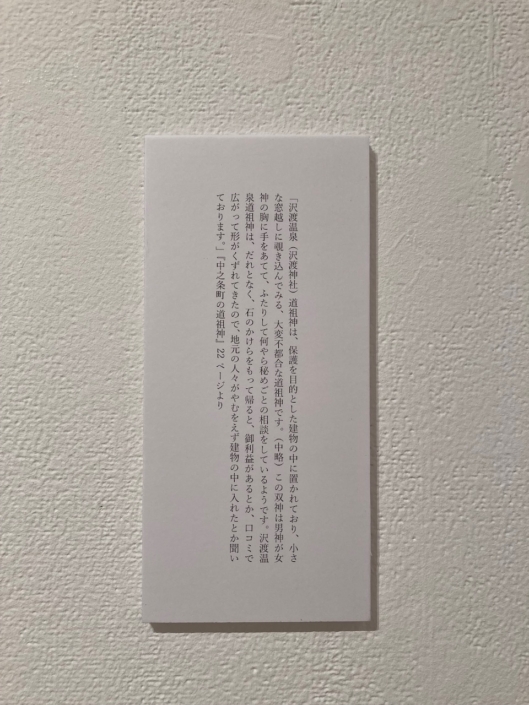 「沢渡温泉（沢渡神社）道祖神は、保護を目的とした建物の中に置かれており、小さ
な窓越しに覗き込んでみる、大変不都合な道祖神です。（中略）この双神は男神が女
神の胸に手をあてて、ふたりして何やら秘めごとの相談をしているようです。沢渡温
泉道祖神は、だれとなく、石のかけらをもって帰ると、御利益があるとか、口コミで
広がって形がくずれてきたので、地元の人々がやむをえず建物の中に入れたとか聞い
ております。」『中之条町の道祖神』22 ページより